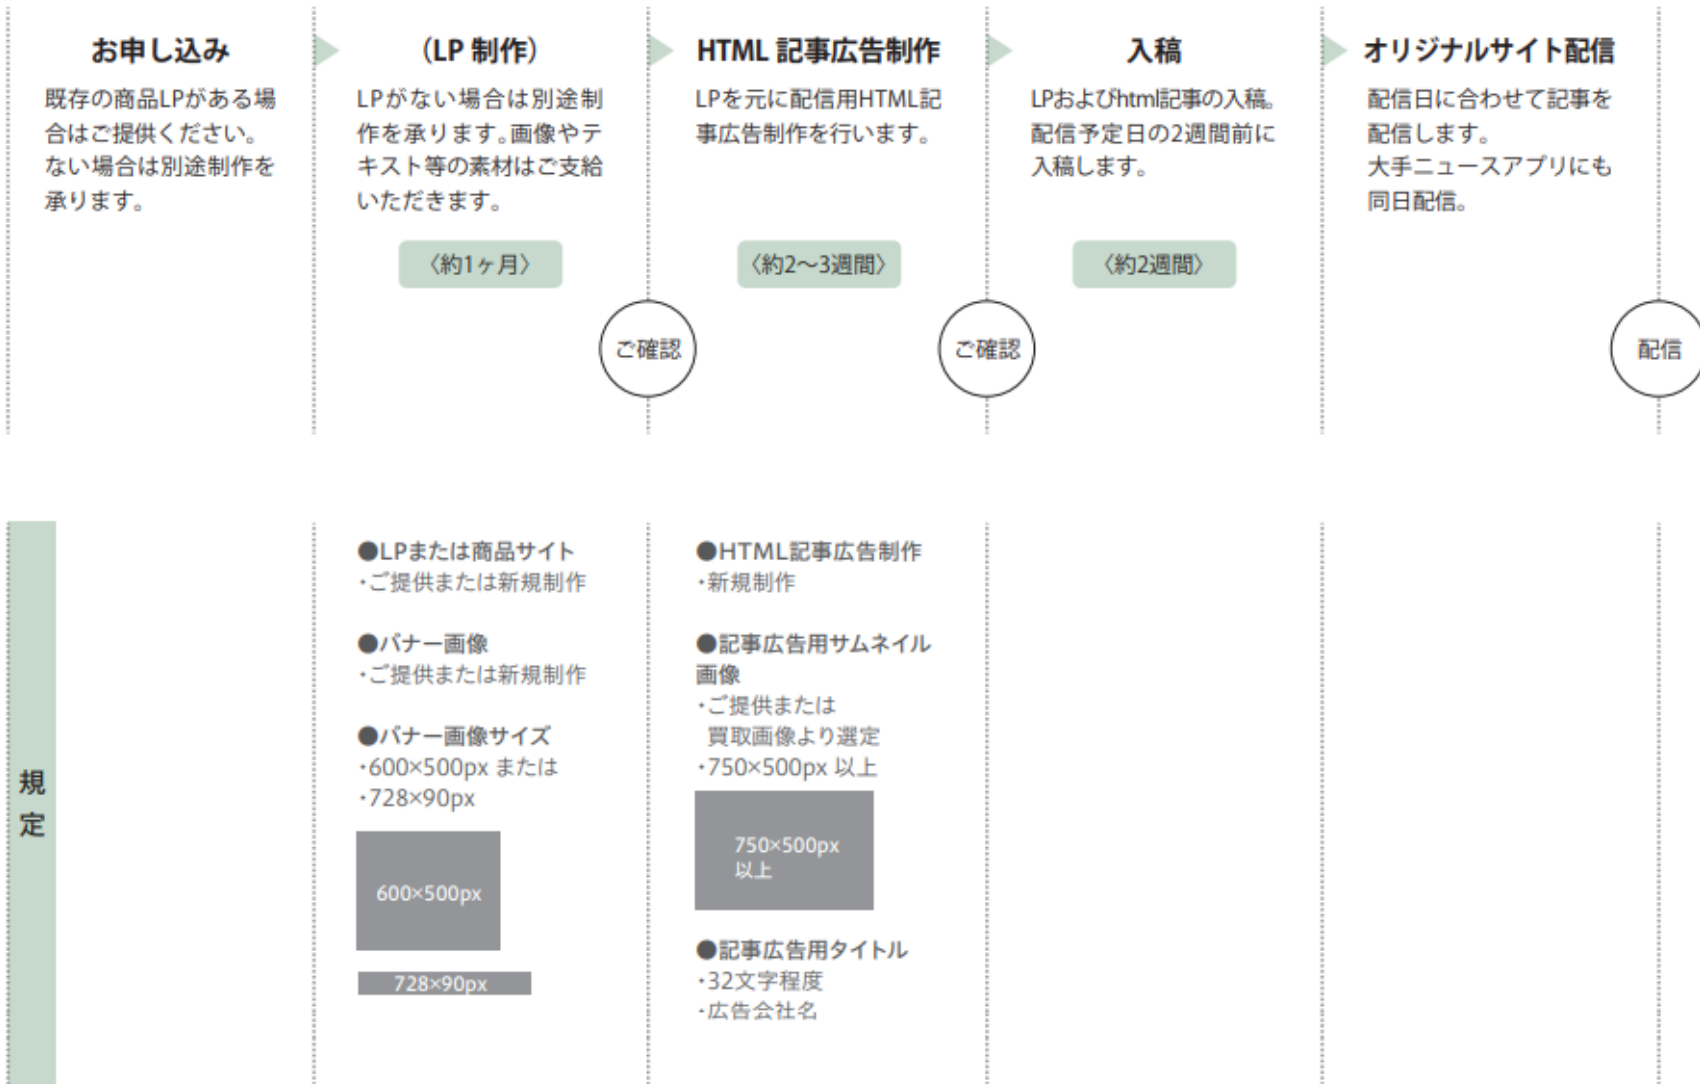 お申し込み
既存の商品LPがある場
合はご提供ください。
ない場合は別途制作を
承ります。
（LP 制作）
LPがない場合は別途制
作を承ります。画像やテ
キスト等の素材はご支給
いただきます。
〈約1ヶ月〉
ご確認
HTML 記事広告制作
LPを元に配信用HTML記
事広告制作を行います。
〈約2〜3週間〉
ご確認
入稿
LPおよびhtml記事の入稿。
配信予定日の2週間前に
入稿します。
〈約2週間〉
オリジナルサイト配信
配信日に合わせて記事を
配信します。
大手ニュースアプリにも
同日配信。
配信
規定
●LPまたは商品サイト
・ご提供または新規制作
●バナー画像
・ご提供または新規制作
●バナー画像サイズ
・600×500px または
・728×90px
600×500px
728×90px
●HTML記事広告制作
・新規制作
●記事広告用サムネイル
画像
・ご提供または
買取画像より選定
・750×500px 以上
750×500px
以上
●記事広告用タイトル
・32文字程度
・広告会社名